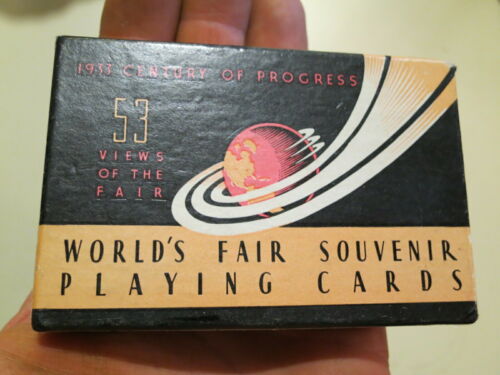 1933 CENTURY OF PROGRESS
53
VIEWS
OF THE
FAIR
WORLD'S FAIR SOUVENIR
PLAYING CARDS